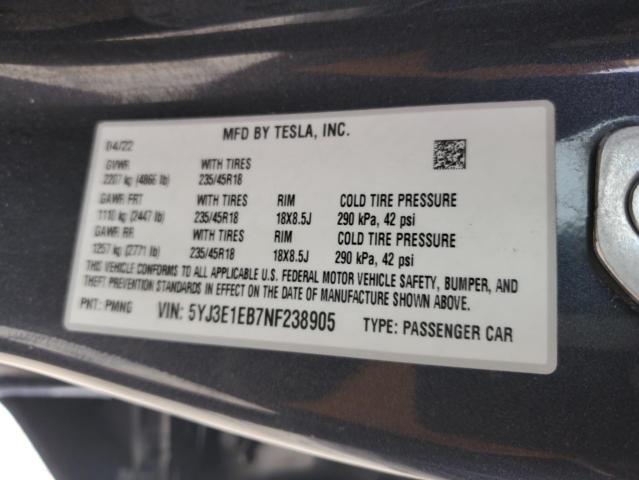 MFD BY TESLA, INC.
04/22
GVWR WITH TIRES
2207 kg (4866 lb) 235/45R18
GAWR FRT WITH TIRES RIM COLD TIRE PRESSURE
1110 kg (2447 lb) 235/45R18 18X8.5J 290 kPa, 42 psi
GAWR RR WITH TIRES RIM COLD TIRE PRESSURE
1257 kg (2771 lb) 235/45R18 18X8.5J 290 kPa, 42 psi
THIS VEHICLE CONFORMS TO ALL APPLICABLE U.S. FEDERAL MOTOR VEHICLE SAFETY, BUMPER, AND
THEFT PREVENTION STANDARDS IN EFFECT ON THE DATE OF MANUFACTURE SHOWN ABOVE.
PNT: PMNG VIN: 5YJ3E1EB7NF238905 TYPE: PASSENGER CAR